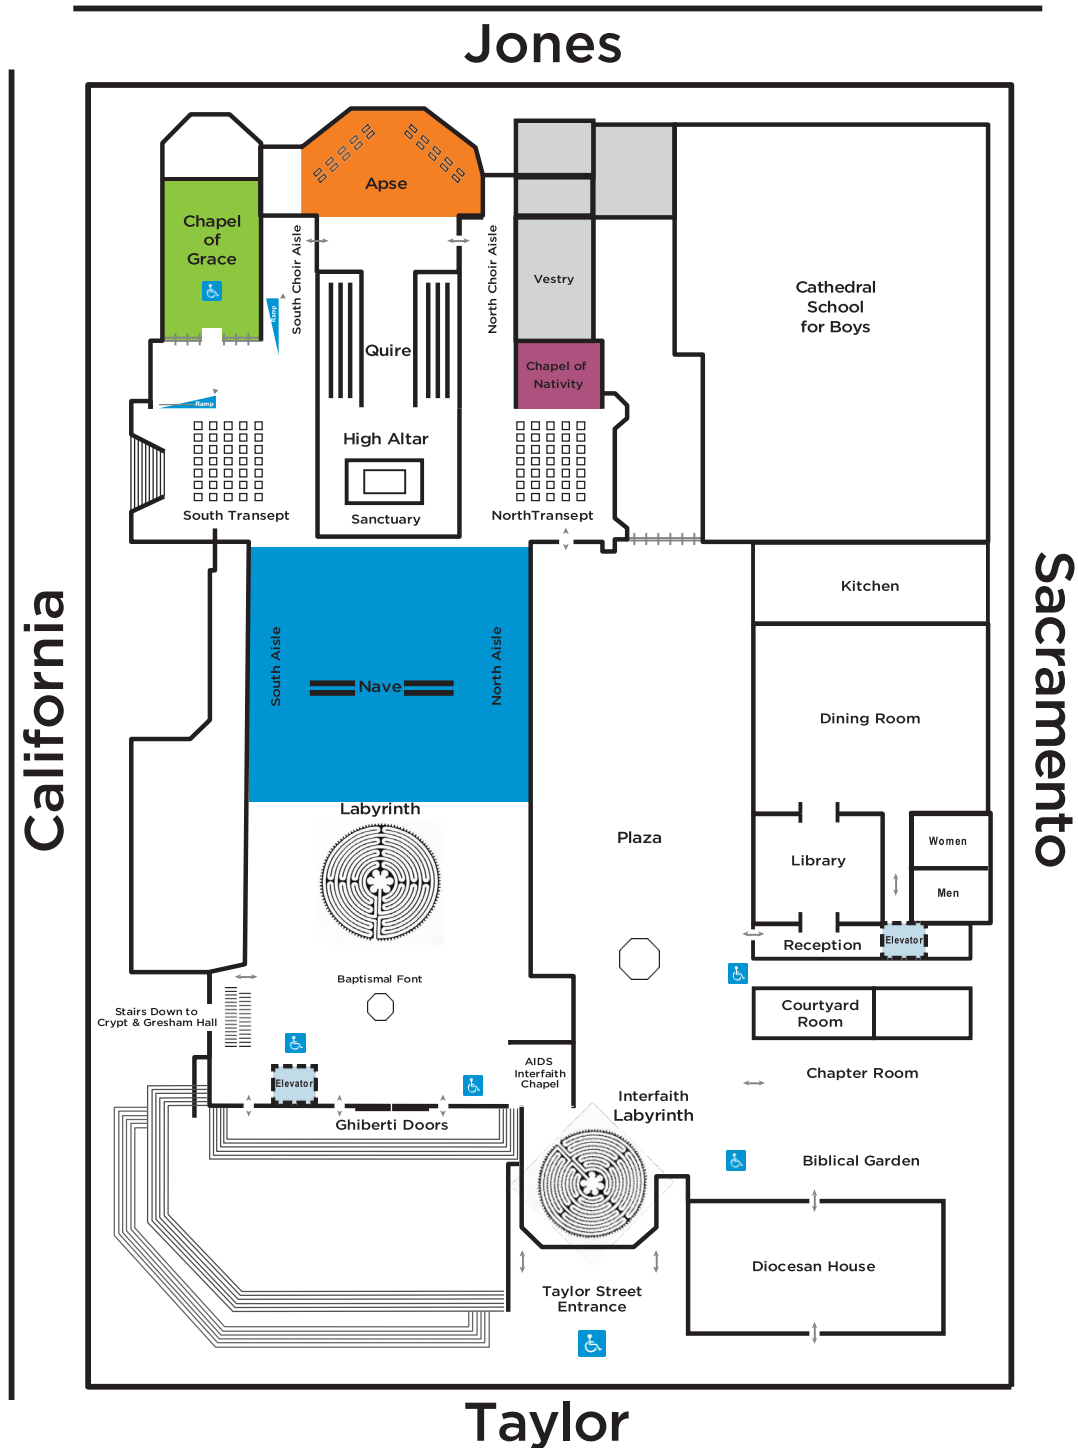 Jones
California
Sacramento
Apse
Chapel
of
Grace
South Choir Aisle
North Choir Aisle
Vestry
Cathedral
School
for Boys
Ramp
Quire
Chapel of
Nativity
Ramp
High Altar
Sanctuary
South Transept
NorthTransept
Kitchen
South Aisle
North Aisle
Nave
Dining Room
Labyrinth
Plaza
Women
Library
Men
Elevator
Reception
Baptismal Font
Courtyard
Room
Stairs Down to
Crypt & Gresham Hall
AIDS
Interfaith
Chapel
Elevator
Chapter Room
Interfaith
Labyrinth
Ghiberti Doors
Biblical Garden
Diocesan House
Taylor Street
Entrance
Taylor